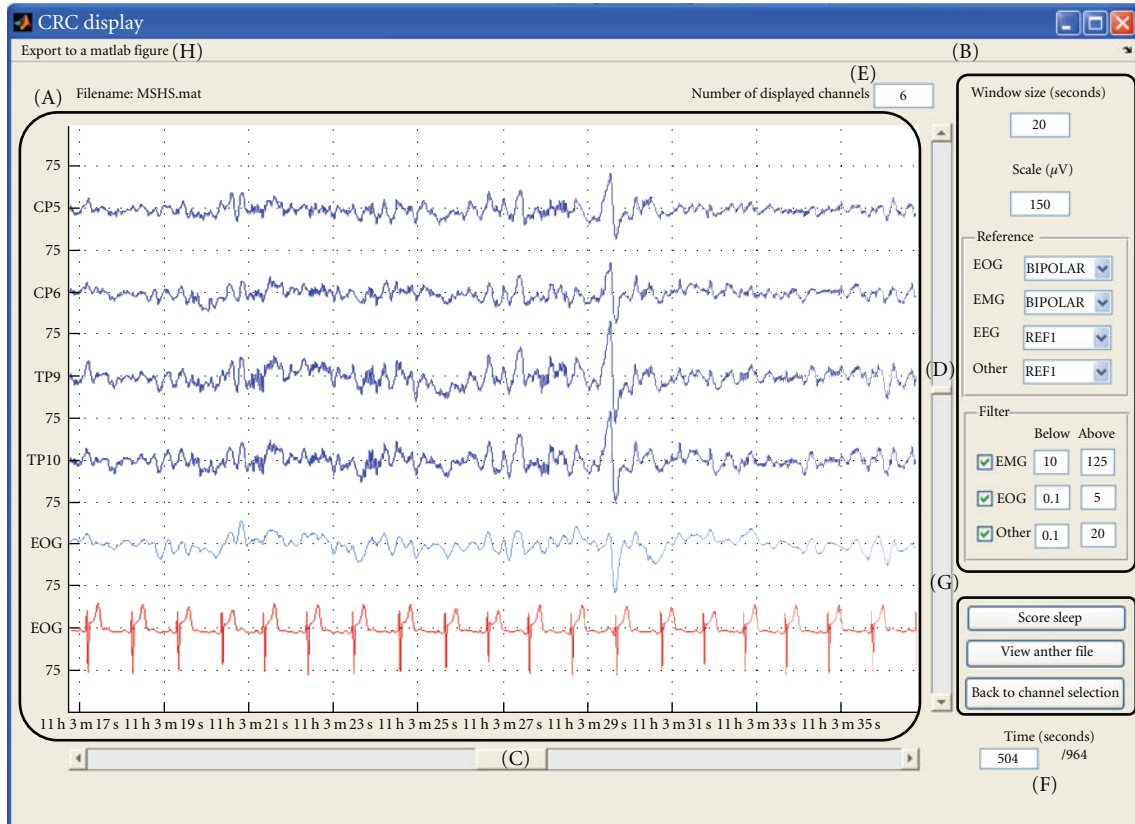 CRC display
Export to a matlab figure (H)
(B)
(A) Filename: MSHS.mat
(E)
Number of displayed channels 6
75
CP5
75
CP6
75
TP9
75
TP10
75
EOG
75
EOG
75
11 h 3 m 17 s 11 h 3 m 19 s 11 h 3 m 21 s 11 h 3 m 23 s 11 h 3 m 25 s 11 h 3 m 27 s 11 h 3 m 29 s 11 h 3 m 31 s 11 h 3 m 33 s 11 h 3 m 35 s
(C)
(D)
(G)
Window size (seconds)
20
Scale (µV)
150
Reference
EOG BIPOLAR
EMG BIPOLAR
EEG REF1
Other REF1
Filter
Below Above
EMG 10 125
EOG 0.1 5
Other 0.1 20
Score sleep
View anther file
Back to channel selection
Time (seconds)
504 /964
(F)